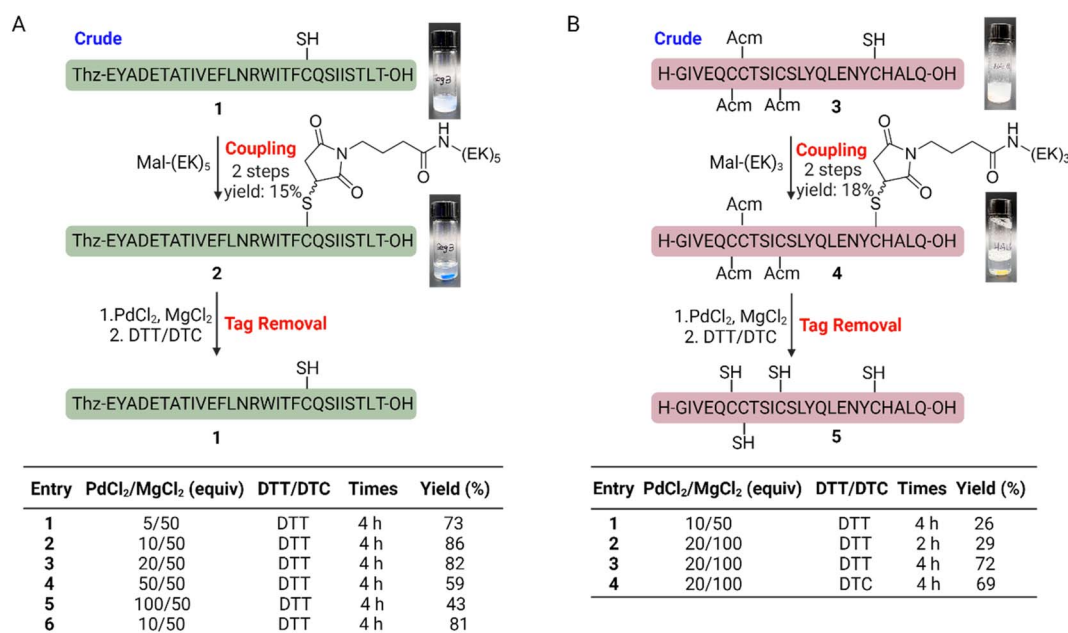 A
Crude
SH
Thz-EYADETATIVEFLNRWITFCQSIISTLT-OH
1
Mal-(EK)₅
Coupling
2 steps
yield: 15%
O
N
O
O
H
N
(EK)₅
S
Thz-EYADETATIVEFLNRWITFCQSIISTLT-OH
2
1.PdCl₂, MgCl₂
2. DTT/DTC
Tag Removal
SH
Thz-EYADETATIVEFLNRWITFCQSIISTLT-OH
1
Entry PdCl₂/MgCl₂ (equiv) DTT/DTC Times Yield (%)
1 5/50 DTT 4 h 73
2 10/50 DTT 4 h 86
3 20/50 DTT 4 h 82
4 50/50 DTT 4 h 59
5 100/50 DTT 4 h 43
6 10/50 DTT 4 h 81
B
Crude
Acm SH
H-GIVEQCCTSICSLYQLENYCHALQ-OH
Acm Acm
3
Mal-(EK)₃
Coupling
2 steps
yield: 18%
O
N
O
O
H
N
(EK)₃
Acm
S
H-GIVEQCCTSICSLYQLENYCHALQ-OH
Acm Acm
4
1.PdCl₂, MgCl₂
2. DTT/DTC
Tag Removal
SH SH SH
H-GIVEQCCTSICSLYQLENYCHALQ-OH
SH
5
Entry PdCl₂/MgCl₂ (equiv) DTT/DTC Times Yield (%)
1 10/50 DTT 4 h 26
2 20/100 DTT 2 h 29
3 20/100 DTT 4 h 72
4 20/100 DTC 4 h 69